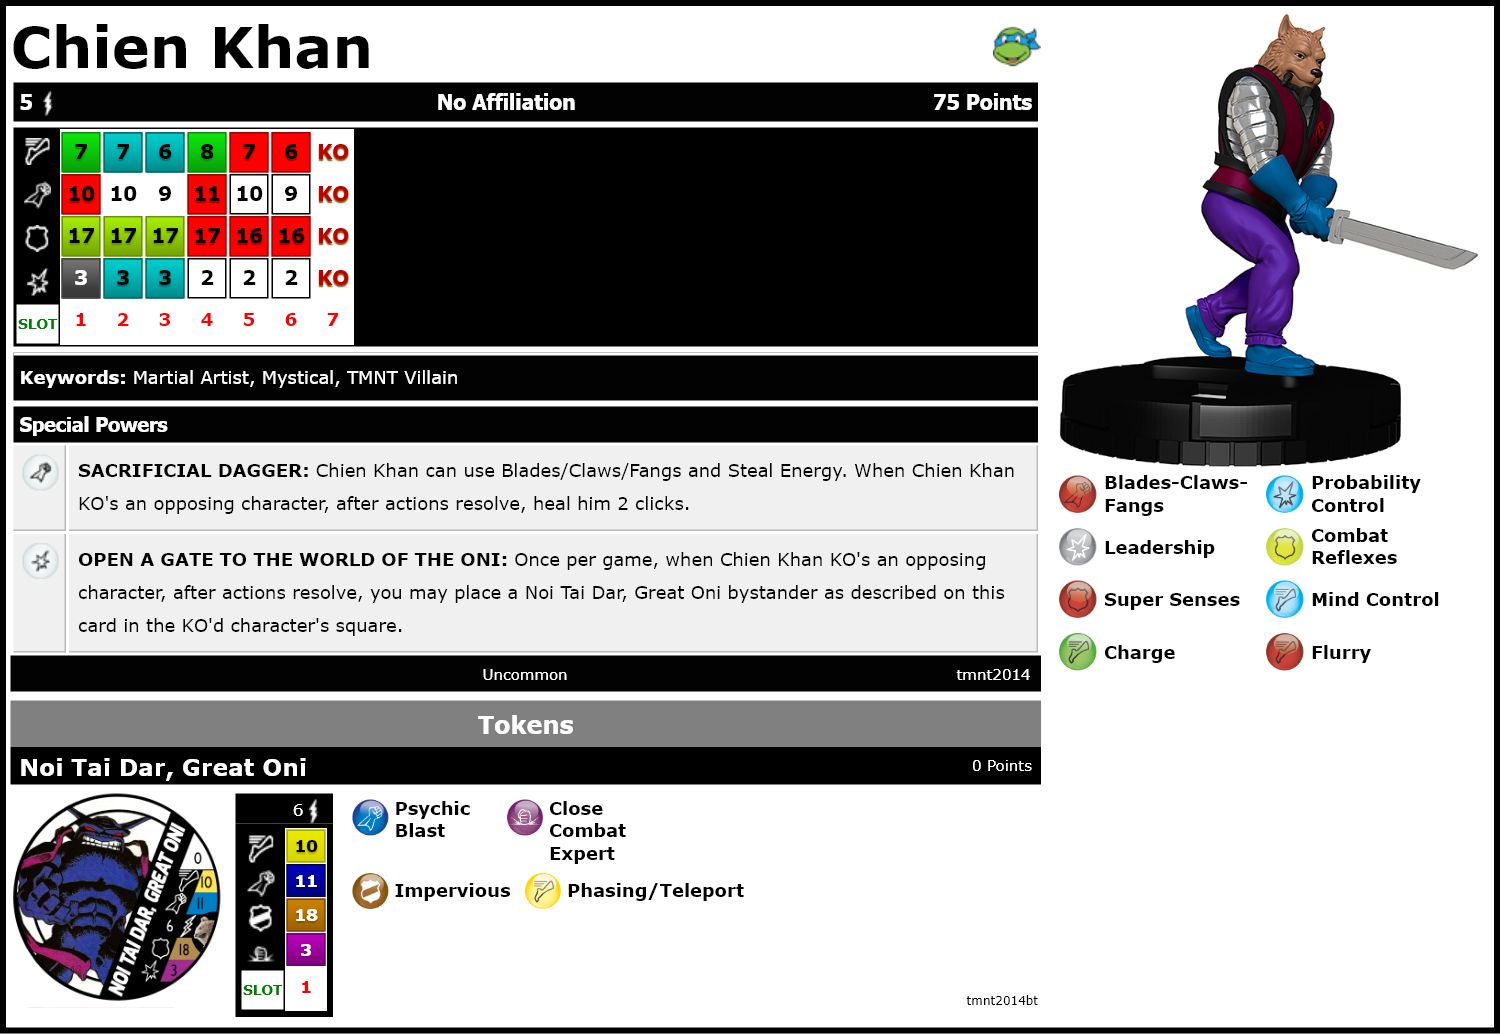 Chien Khan
5 No Affiliation 75 Points
7 7 6 8 7 6 KO
10 10 9 11 10 9 KO
17 17 17 17 16 16 KO
3 3 3 2 2 2 KO
SLOT 1 2 3 4 5 6 7
Keywords: Martial Artist, Mystical, TMNT Villain
Special Powers
SACRIFICIAL DAGGER: Chien Khan can use Blades/Claws/Fangs and Steal Energy. When Chien Khan
KO's an opposing character, after actions resolve, heal him 2 clicks.
OPEN A GATE TO THE WORLD OF THE ONI: Once per game, when Chien Khan KO's an opposing
character, after actions resolve, you may place a Noi Tai Dar, Great Oni bystander as described on this
card in the KO'd character's square.
Uncommon tmnt2014
Blades-Claws-
Fangs
Probability
Control
Leadership
Combat
Reflexes
Super Senses
Mind Control
Charge
Flurry
Tokens
Noi Tai Dar, Great Oni 0 Points
NOI TAI DAR, GREAT ONI
0
10
11
6
18
3
6
10
11
18
3
SLOT 1
Psychic
Blast
Close
Combat
Expert
Impervious
Phasing/Teleport
tmnt2014bt